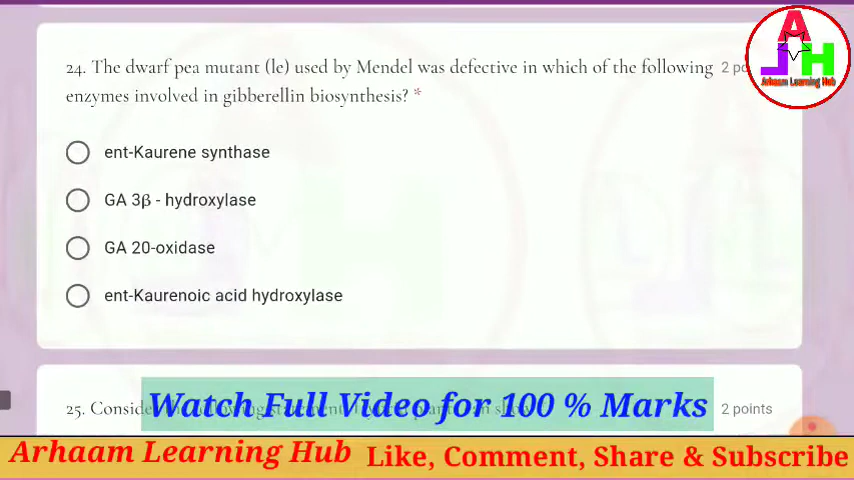 24. The dwarf pea mutant (le) used by Mendel was defective in which of the following 2 po
enzymes involved in gibberellin biosynthesis? *
A
J H
Arhaam Learning Hub
ent-Kaurene synthase
GA 3β - hydroxylase
GA 20-oxidase
ent-Kaurenoic acid hydroxylase
25. Conside
Watch Full Video for 100 % Marks
2 points
Arhaam Learning Hub Like, Comment, Share & Subscribe